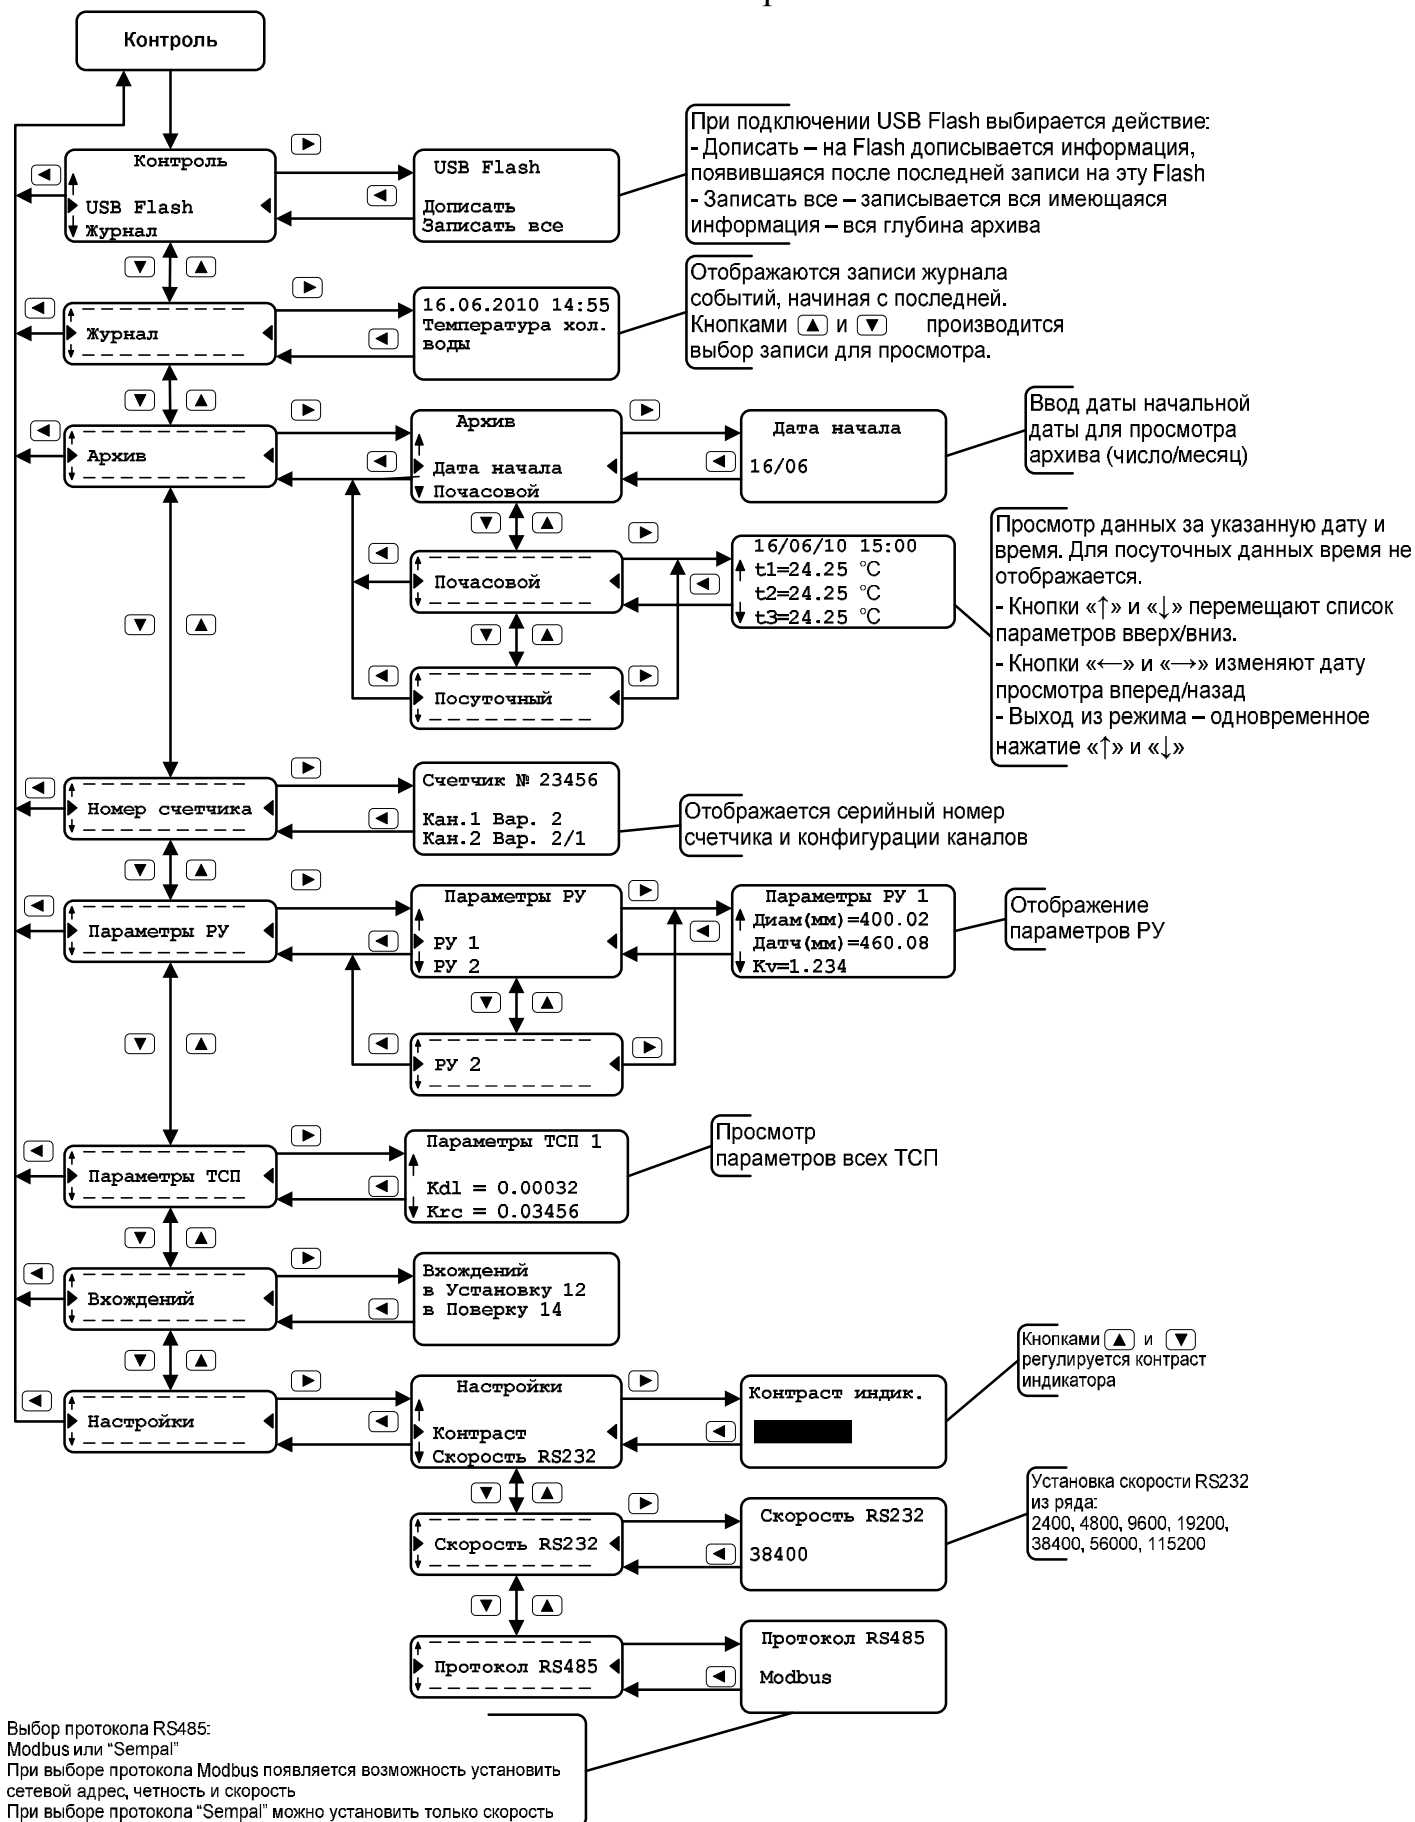 Контроль
Контроль
USB Flash
Журнал
USB Flash
Дописать
Записать все
При подключении USB Flash выбирается действие:
- Дописать – на Flash дописывается информация,
появившаяся после последней записи на эту Flash
- Записать все – записывается вся имеющаяся
информация – вся глубина архива
Журнал
16.06.2010 14:55
Температура хол.
воды
Отображаются записи журнала
событий, начиная с последней.
Кнопками ▲ и ▼ производится
выбор записи для просмотра.
Архив
Архив
Дата начала
Почасовой
Дата начала
16/06
Ввод даты начальной
даты для просмотра
архива (число/месяц)
Почасовой
16/06/10 15:00
t1=24.25 °C
t2=24.25 °C
t3=24.25 °C
Просмотр данных за указанную дату и
время. Для посуточных данных время не
отображается.
- Кнопки «↑» и «↓» перемещают список
параметров вверх/вниз.
- Кнопки «←» и «→» изменяют дату
просмотра вперед/назад
- Выход из режима – одновременное
нажатие «↑» и «↓»
Посуточный
Номер счетчика
Счетчик № 23456
Кан.1 Вар. 2
Кан.2 Вар. 2/1
Отображается серийный номер
счетчика и конфигурации каналов
Параметры РУ
Параметры РУ
РУ 1
РУ 2
Параметры РУ 1
Диам(мм)=400.02
Датч(мм)=460.08
Kv=1.234
Отображение
параметров РУ
РУ 2
Параметры ТСП
Параметры ТСП 1
Kdl = 0.00032
Krc = 0.03456
Просмотр
параметров всех ТСП
Вхождений
Вхождений
в Установку 12
в Поверку 14
Настройки
Настройки
Контраст
Скорость RS232
Контраст индик.
Кнопками ▲ и ▼
регулируется контраст
индикатора
Скорость RS232
Скорость RS232
38400
Установка скорости RS232
из ряда:
2400, 4800, 9600, 19200,
38400, 56000, 115200
Протокол RS485
Протокол RS485
Modbus
Выбор протокола RS485:
Modbus или “Sempal”
При выборе протокола Modbus появляется возможность установить
сетевой адрес, четность и скорость
При выборе протокола “Sempal” можно установить только скорость